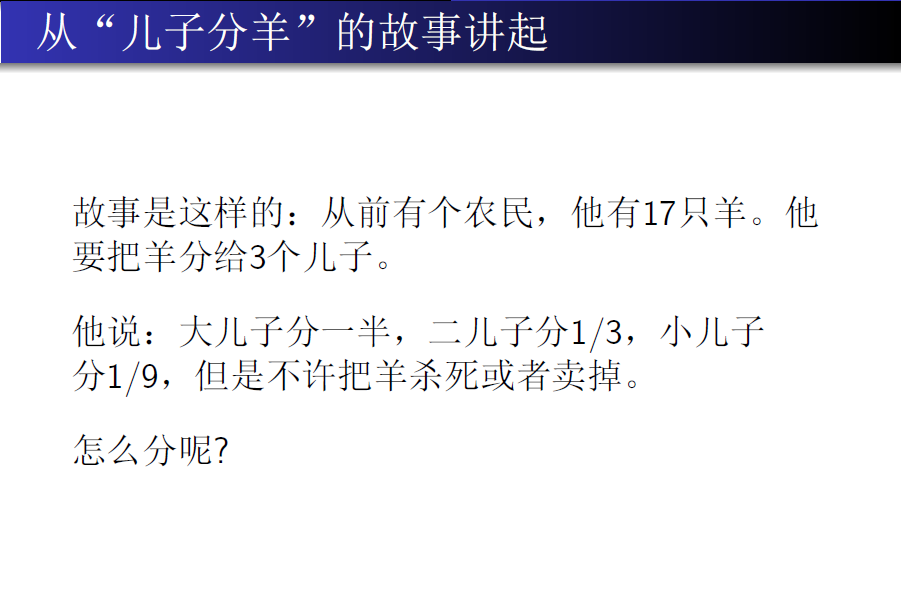 从“儿子分羊”的故事讲起
故事是这样的：从前有个农民，他有17只羊。他
要把羊分给3个儿子。
他说：大儿子分一半，二儿子分1/3，小儿子
分1/9，但是不许把羊杀死或者卖掉。
怎么分呢?